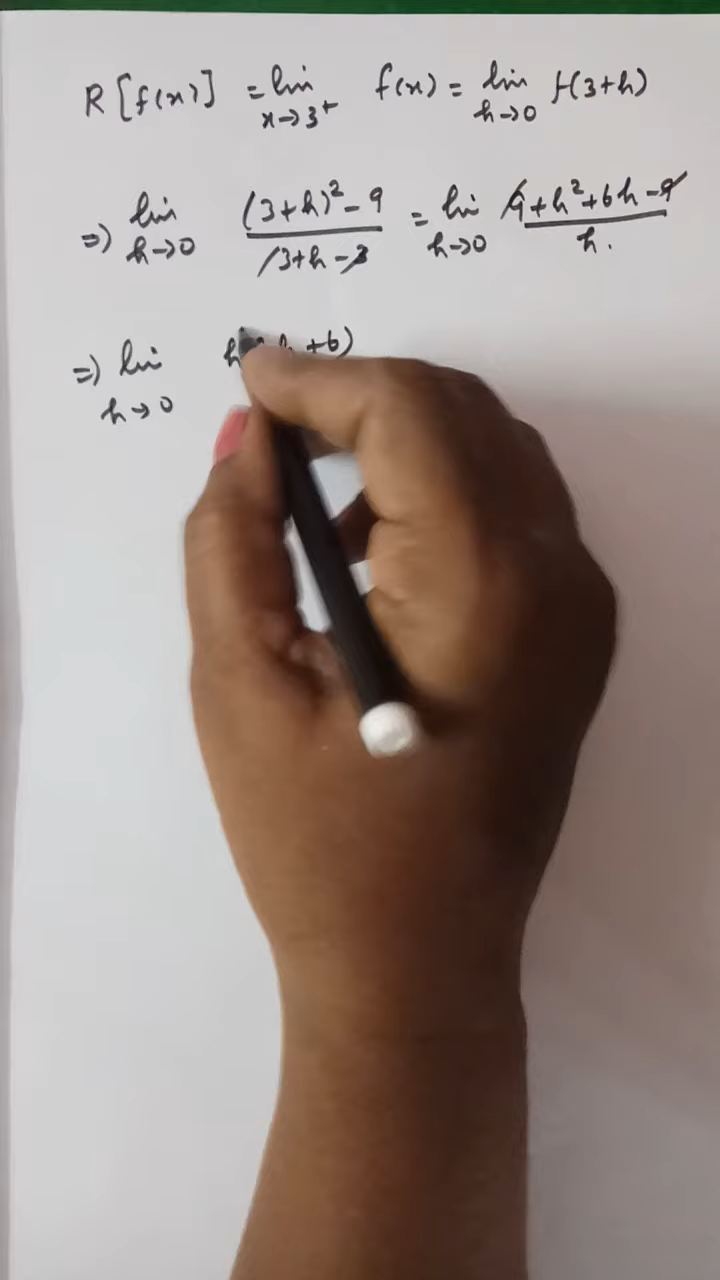 R[f(x)] = lim x→3⁺ f(x) = lim h→0 f(3+h)
⇒) lim h→0 (3+h)² - 9 / 3+h-3 = lim h→0 9+h²+6h-9 / h.
⇒) lim h→0 h +6)